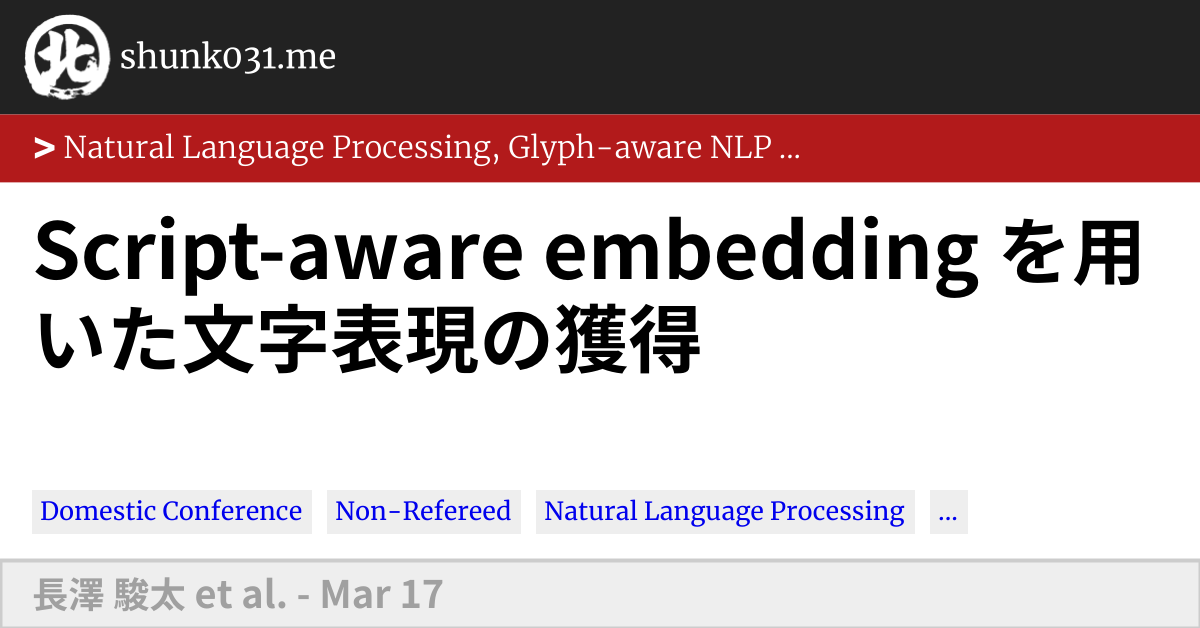 北 shunk031.me
> Natural Language Processing, Glyph-aware NLP ...
Script-aware embedding を用
いた文字表現の獲得
Domestic Conference Non-Refereed Natural Language Processing ...
長澤 駿太 et al. - Mar 17